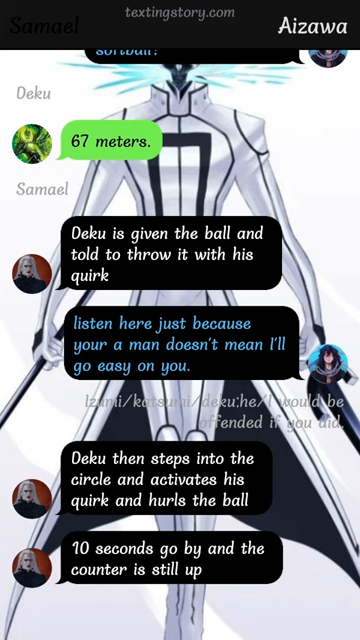 textingstory.com
Samael
Aizawa
softball?
Deku
67 meters.
Samael
Deku is given the ball and
told to throw it with his
quirk
listen here just because
your a man doesn't mean I'll
go easy on you.
Izumi/katsumi/deku:he/I would be
offended if you did.
Deku then steps into the
circle and activates his
quirk and hurls the ball
10 seconds go by and the
counter is still up